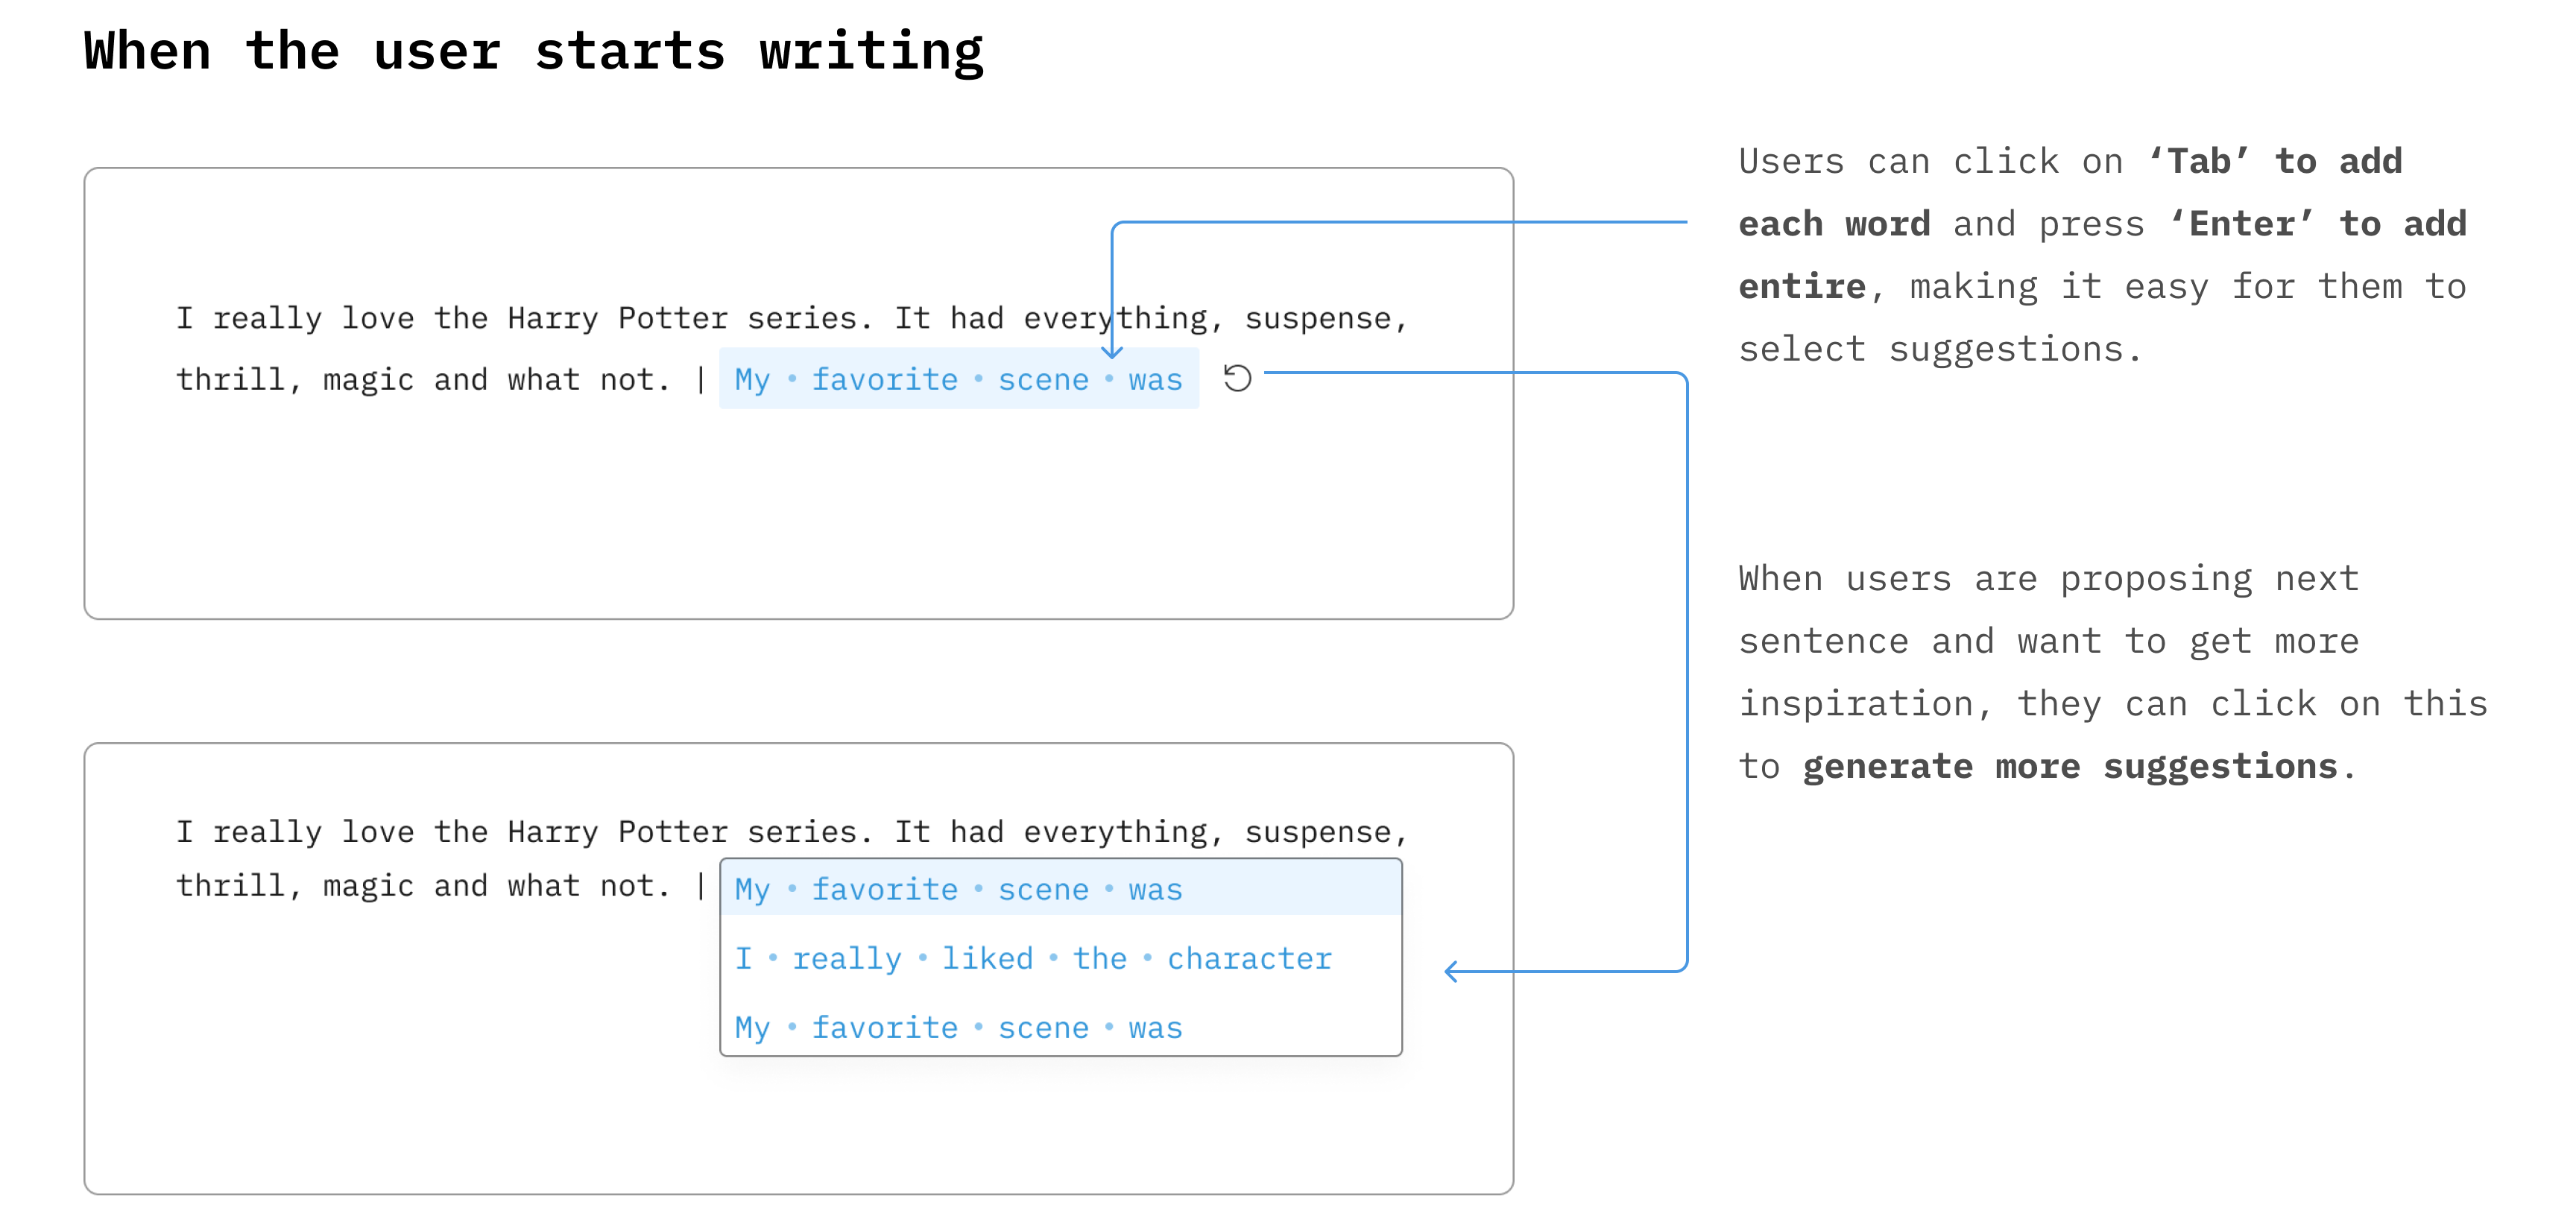 When the user starts writing
I really love the Harry Potter series. It had everything, suspense,
thrill, magic and what not. | My • favorite • scene • was
Users can click on ‘Tab’ to add
each word and press ‘Enter’ to add
entire, making it easy for them to
select suggestions.
When users are proposing next
sentence and want to get more
inspiration, they can click on this
to generate more suggestions.
I really love the Harry Potter series. It had everything, suspense,
thrill, magic and what not. | My • favorite • scene • was
I • really • liked • the • character
My • favorite • scene • was